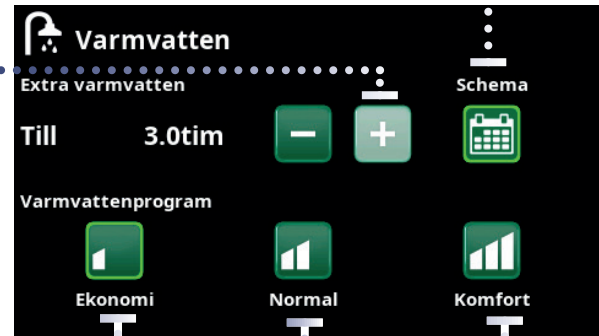 Varmvatten
Extra varmvatten Schema
Till 3.0tim − +
Varmvattenprogram
Ekonomi Normal Komfort